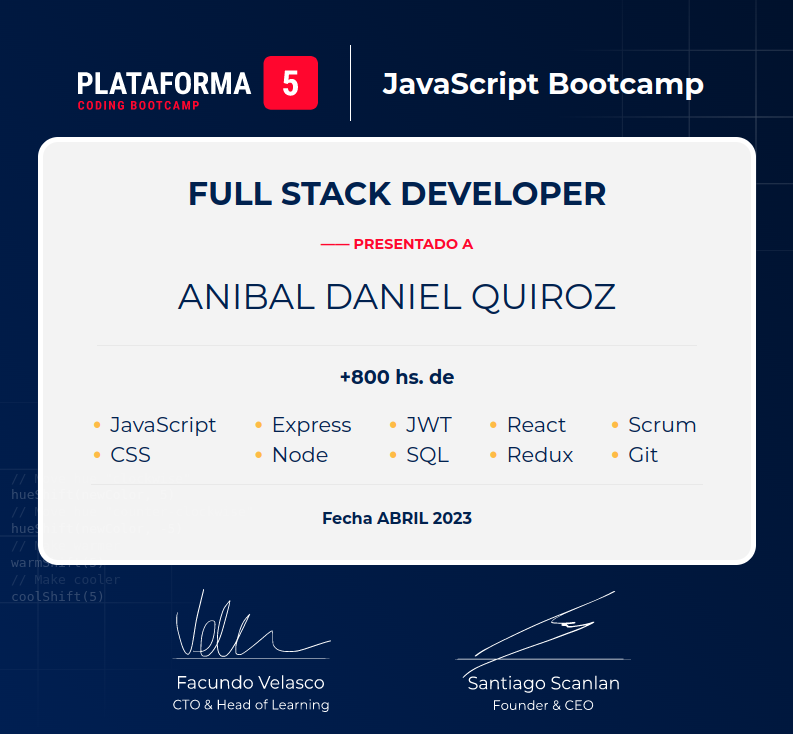 PLATAFORMA 5
CODING BOOTCAMP
JavaScript Bootcamp
FULL STACK DEVELOPER
—— PRESENTADO A
ANIBAL DANIEL QUIROZ
+800 hs. de
• JavaScript • Express • JWT • React • Scrum
• CSS • Node • SQL • Redux • Git
Fecha ABRIL 2023
// Make cooler
coolShift(5)
Facundo Velasco
CTO & Head of Learning
Santiago Scanlan
Founder & CEO